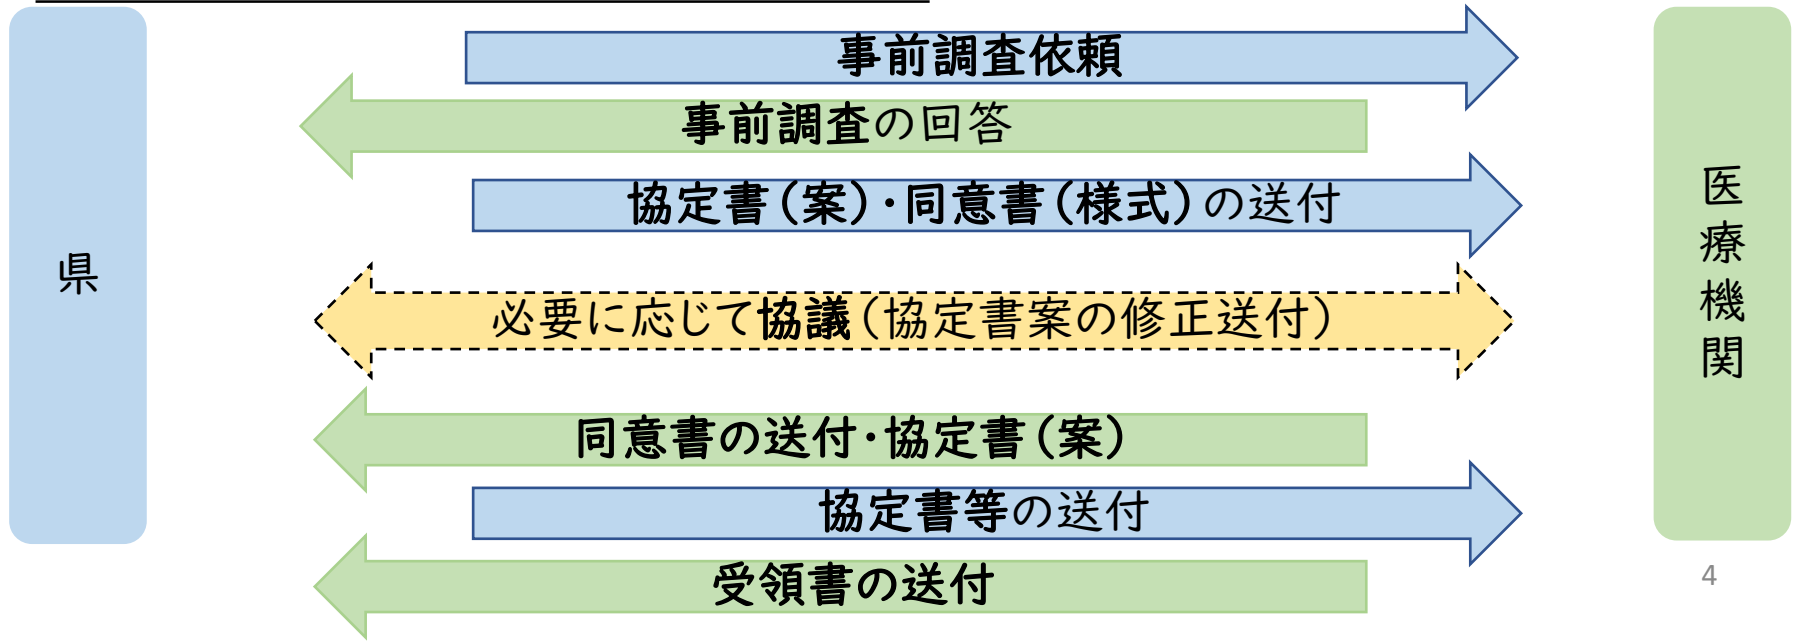 事前調査依頼
事前調査の回答
協定書(案)・同意書(様式)の送付
県
必要に応じて協議(協定書案の修正送付)
医療機関
同意書の送付・協定書(案)
協定書等の送付
受領書の送付
4